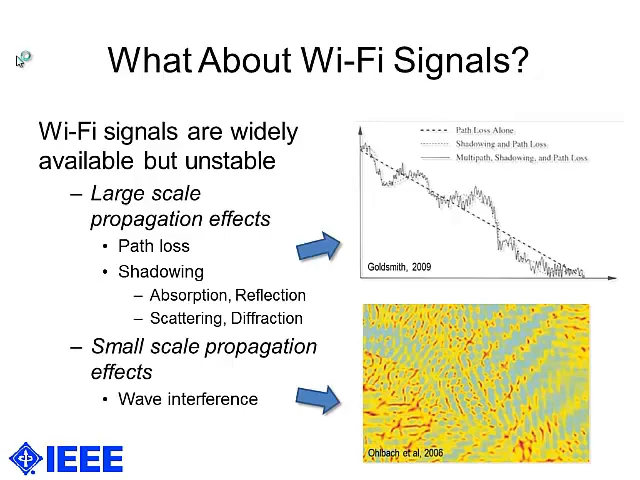 What About Wi-Fi Signals?
Wi-Fi signals are widely
available but unstable
– Large scale
propagation effects
• Path loss
• Shadowing
– Absorption, Reflection
– Scattering, Diffraction
– Small scale propagation
effects
• Wave interference
Path Loss Alone
Shadowing and Path Loss
Multipath, Shadowing, and Path Loss
Goldsmith, 2009
Ohlbach et al, 2006
IEEE